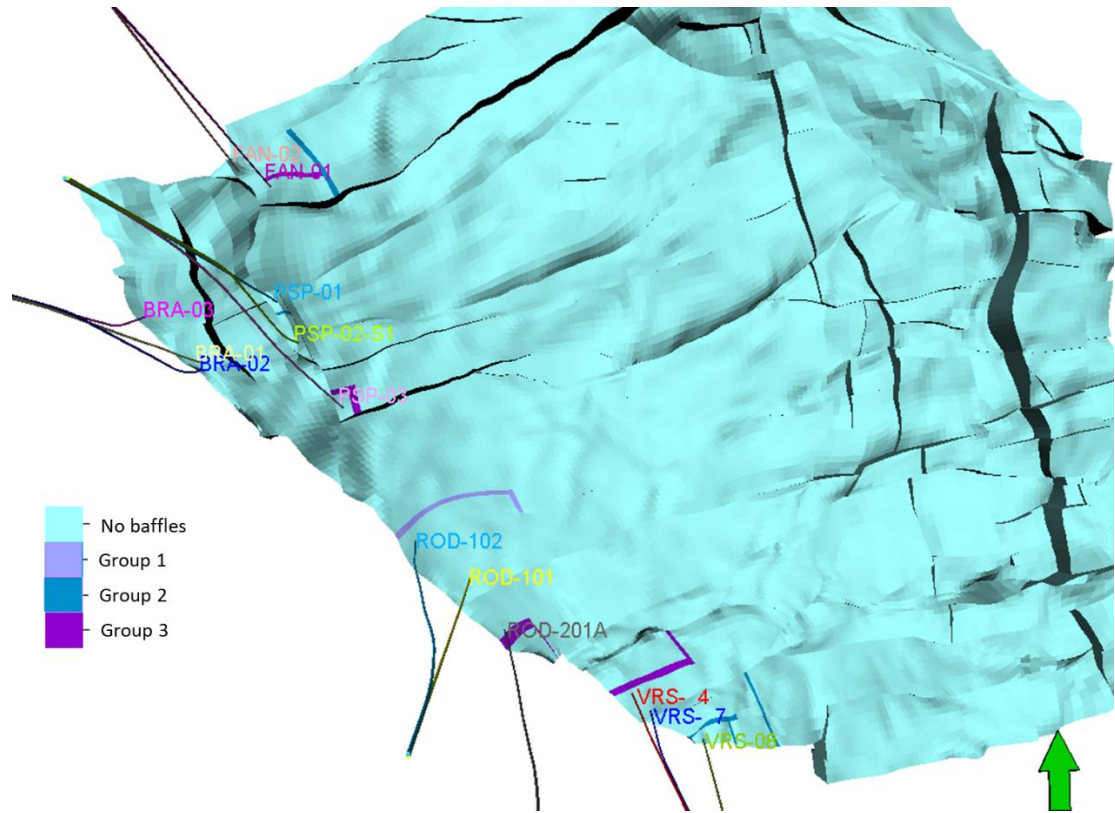 FAN-02
FAN-01
PSP-01
BRA-03
PSP-02-S1
BRA-01
BRA-02
PSP-03
No baffles
Group 1
Group 2
Group 3
ROD-102
ROD-101
ROD-201A
VRS- 4
VRS- 7
VRS-06